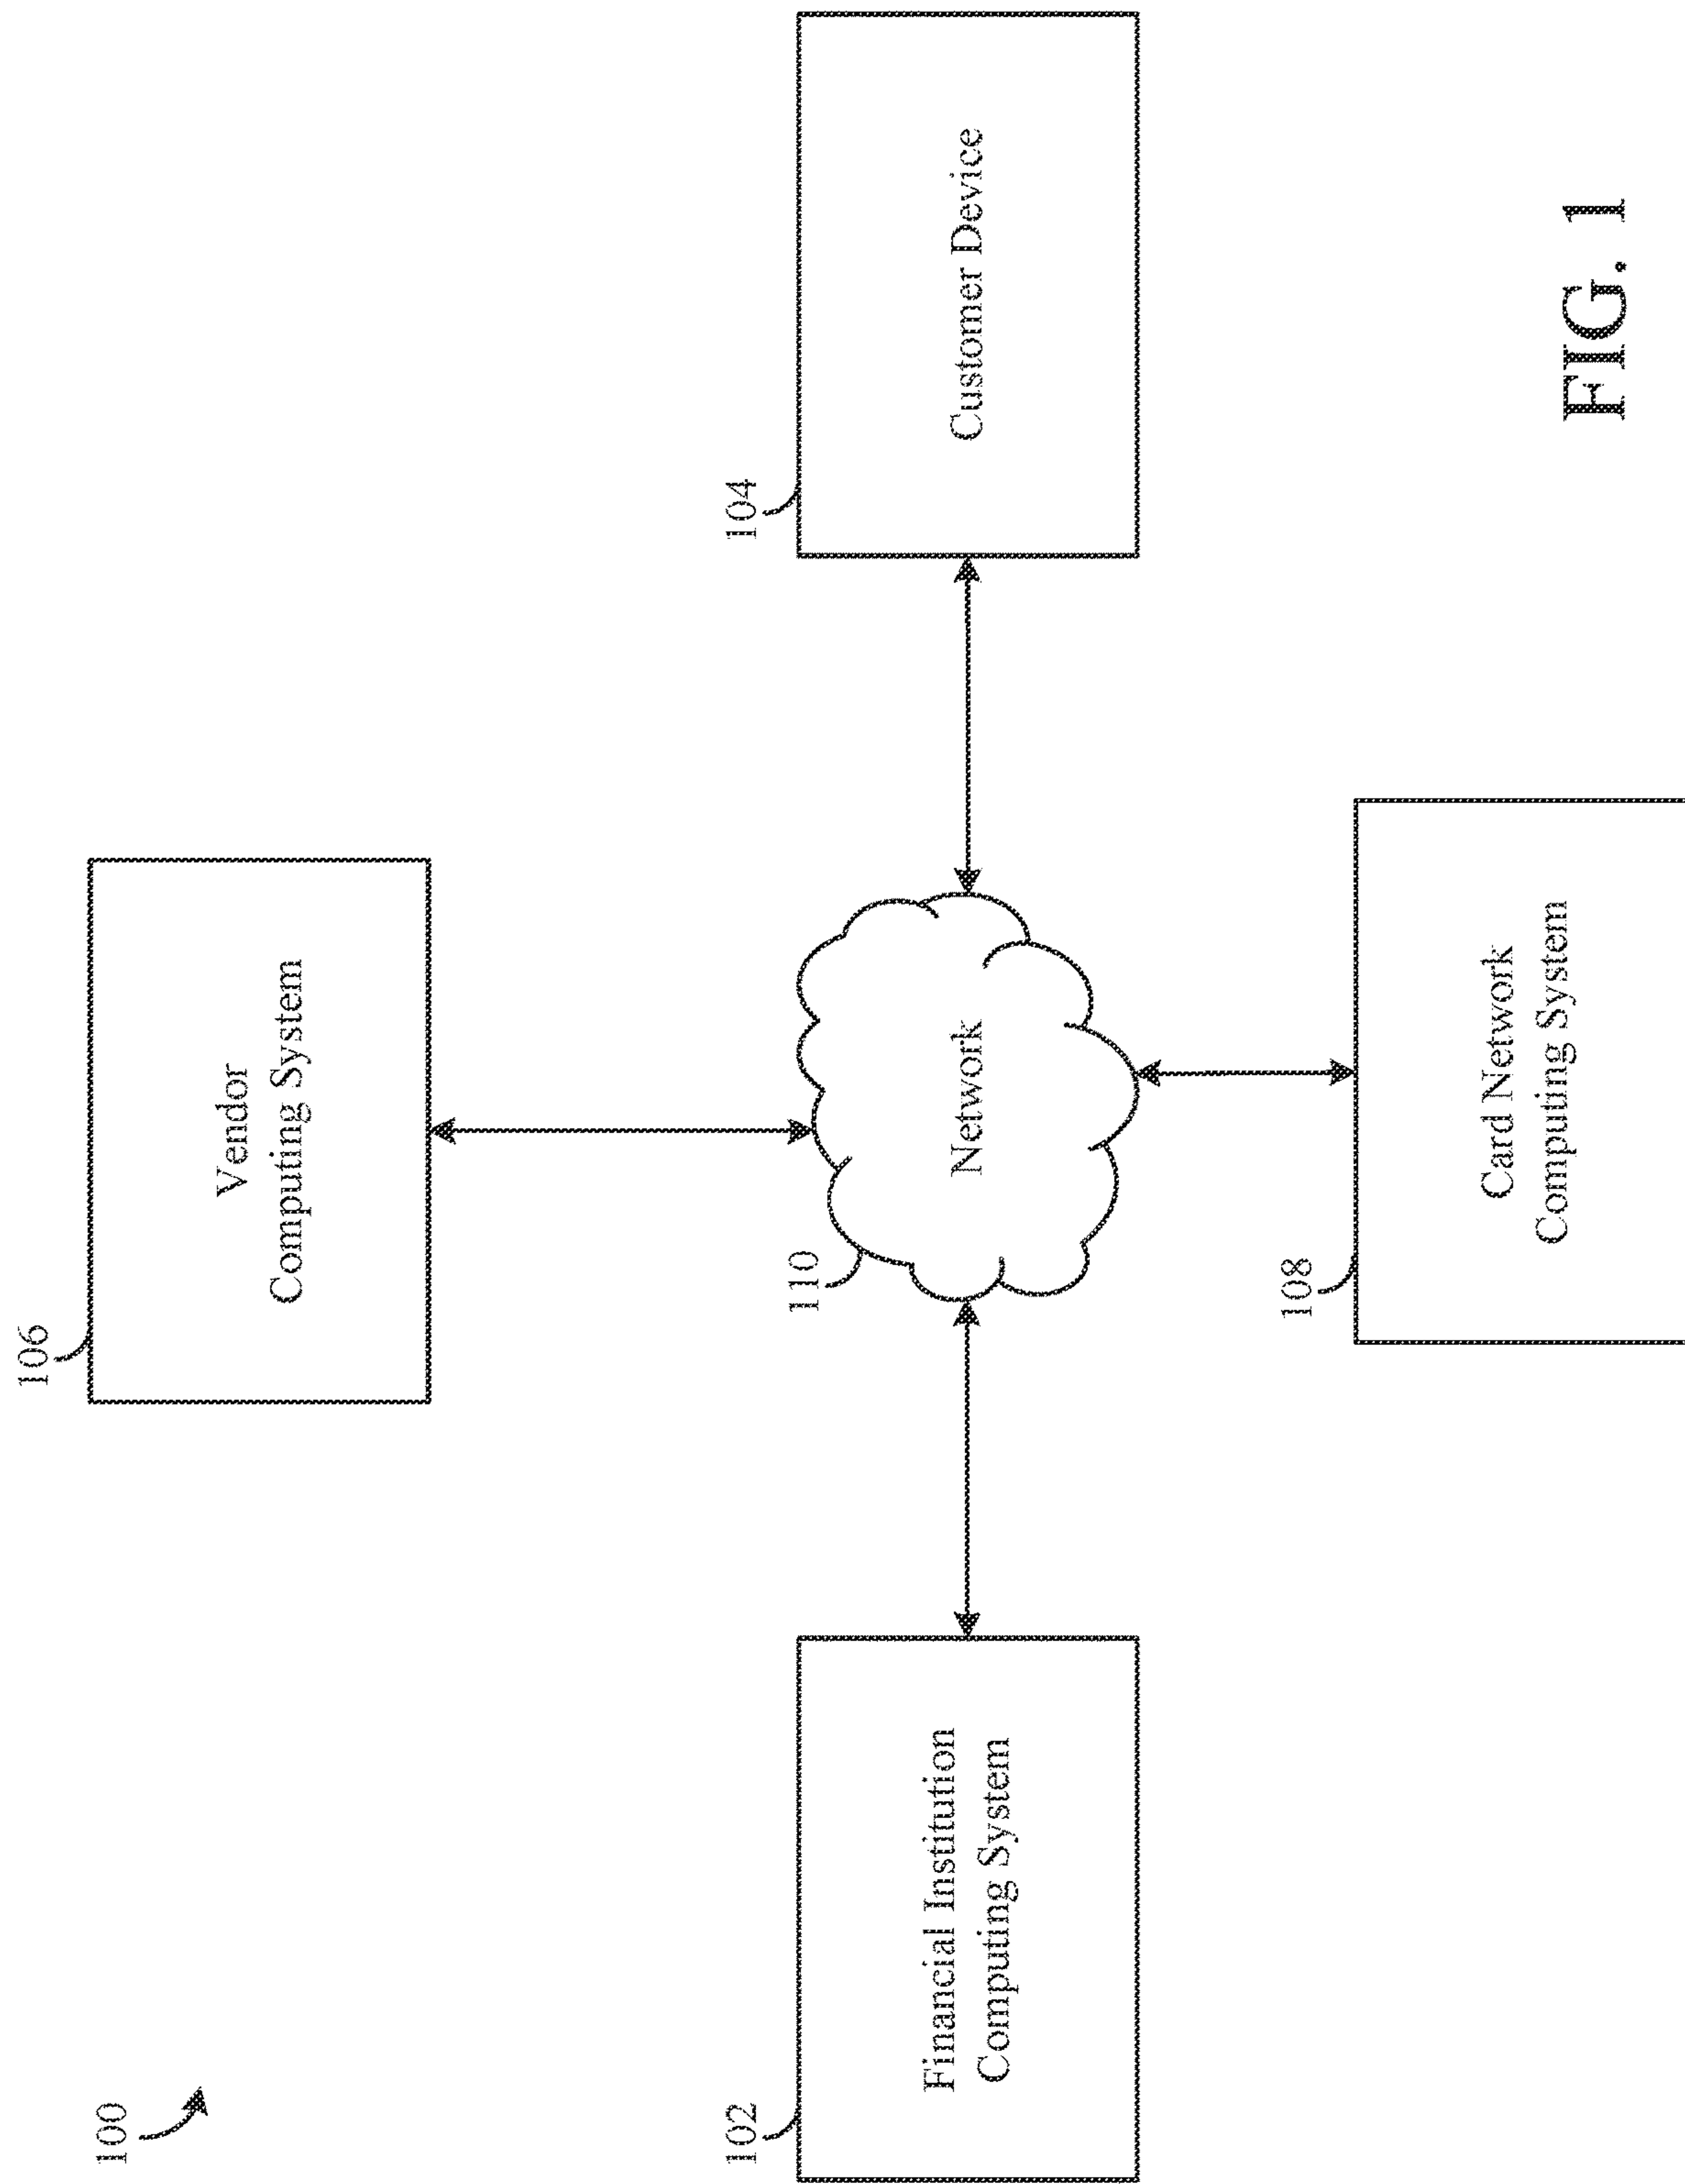 100
106
Vendor
Computing System
102
Financial Institution
Computing System
110
Network
104
Customer Device
108
Card Network
Computing System
FIG. 1